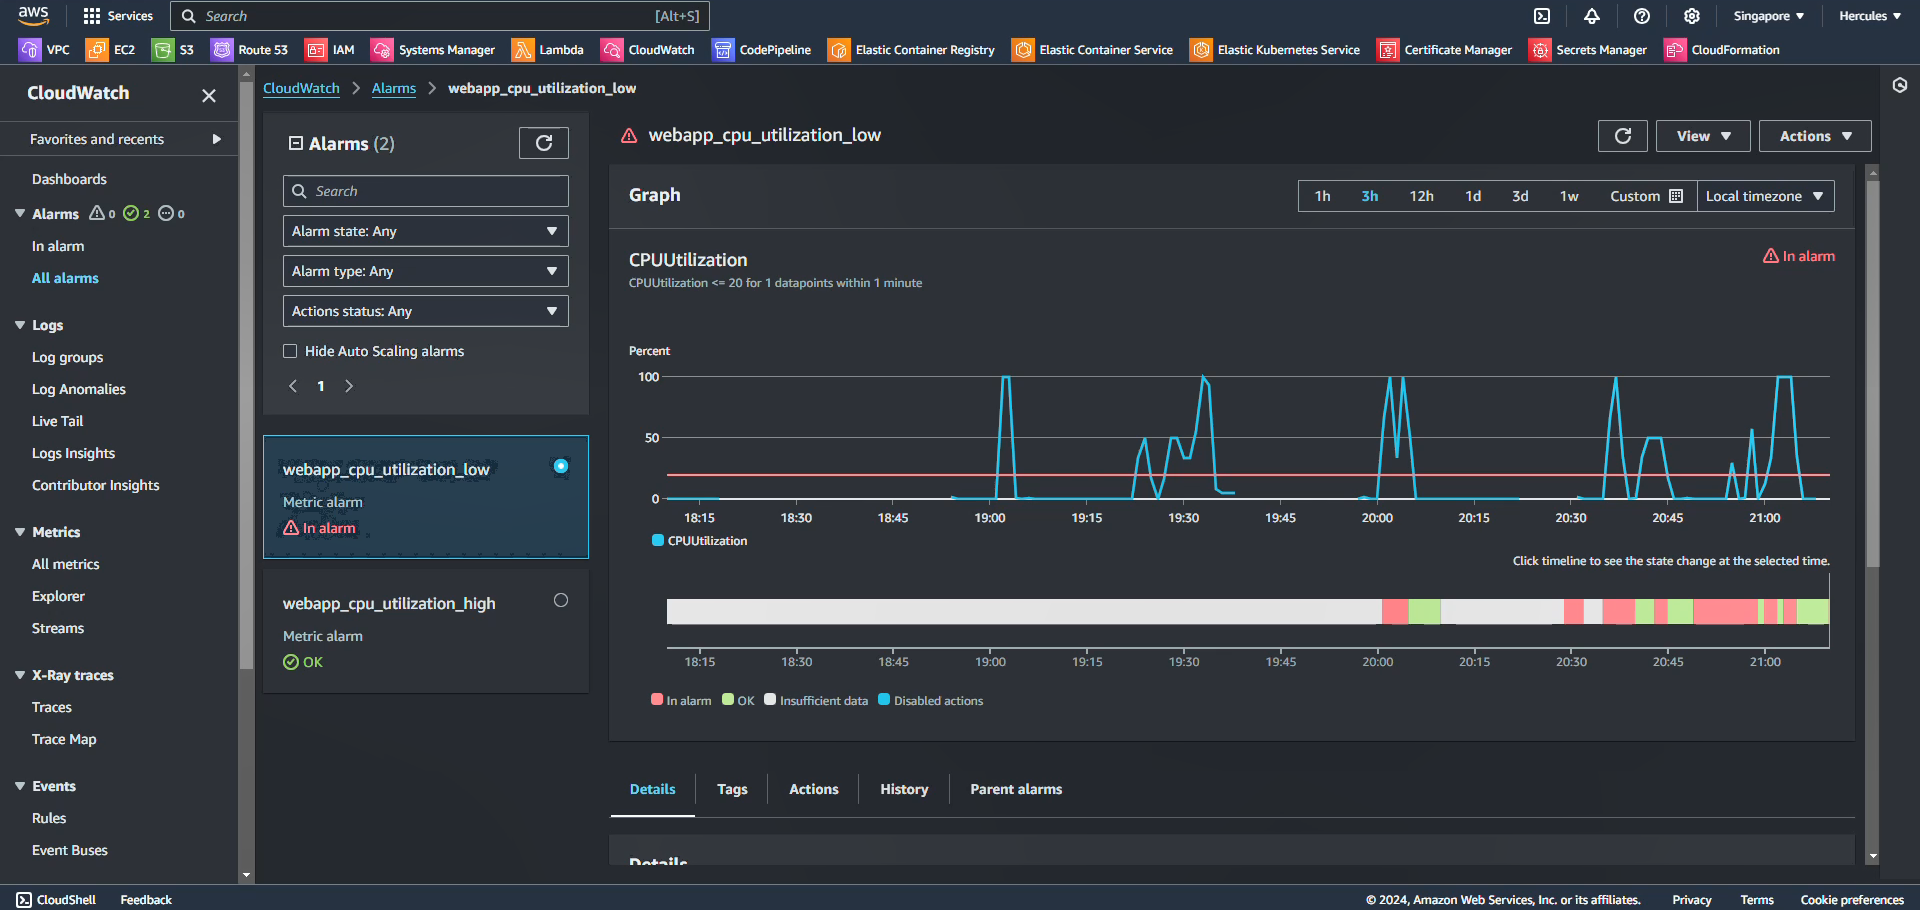 aws
Services
Search
[Alt+S]
Singapore
Hercules
VPC
EC2
S3
Route 53
IAM
Systems Manager
Lambda
CloudWatch
CodePipeline
Elastic Container Registry
Elastic Container Service
Elastic Kubernetes Service
Certificate Manager
Secrets Manager
CloudFormation
CloudWatch
Favorites and recents
Dashboards
Alarms 0 2 0
In alarm
All alarms
Logs
Log groups
Log Anomalies
Live Tail
Logs Insights
Contributor Insights
Metrics
All metrics
Explorer
Streams
X-Ray traces
Traces
Trace Map
Events
Rules
Event Buses
CloudWatch
Alarms
webapp_cpu_utilization_low
Alarms (2)
Search
Alarm state: Any
Alarm type: Any
Actions status: Any
Hide Auto Scaling alarms
1
webapp_cpu_utilization_low
Metric alarm
In alarm
webapp_cpu_utilization_high
Metric alarm
OK
webapp_cpu_utilization_low
View
Actions
Graph
1h
3h
12h
1d
3d
1w
Custom
Local timezone
CPUUtilization
In alarm
CPUUtilization <= 20 for 1 datapoints within 1 minute
Percent
100
50
0
18:15
18:30
18:45
19:00
19:15
19:30
19:45
20:00
20:15
20:30
20:45
21:00
CPUUtilization
Click timeline to see the state change at the selected time.
18:15
18:30
18:45
19:00
19:15
19:30
19:45
20:00
20:15
20:30
20:45
21:00
In alarm
OK
Insufficient data
Disabled actions
Details
Tags
Actions
History
Parent alarms
Details
CloudShell
Feedback
© 2024, Amazon Web Services, Inc. or its affiliates.
Privacy
Terms
Cookie preferences